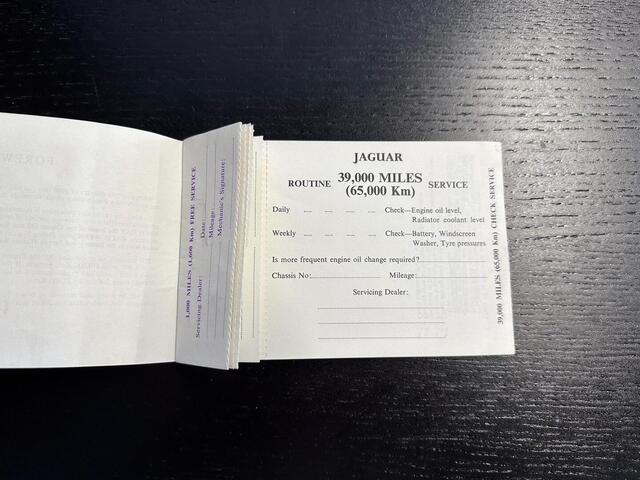 FOREW
1,000 MILES (1,600 Km) FREE SERVICE
Servicing Dealer:
Date:
Mileage:
Mechanic's Signature:
JAGUAR
ROUTINE 39,000 MILES (65,000 Km) SERVICE
Daily .... .... .... .... Check—Engine oil level,
Radiator coolant level
Weekly .... .... .... .... Check—Battery, Windscreen
Washer, Tyre pressures
Is more frequent engine oil change required?
Chassis No: Mileage:
Servicing Dealer:
39,000 MILES (65,000 Km) CHECK SERVICE